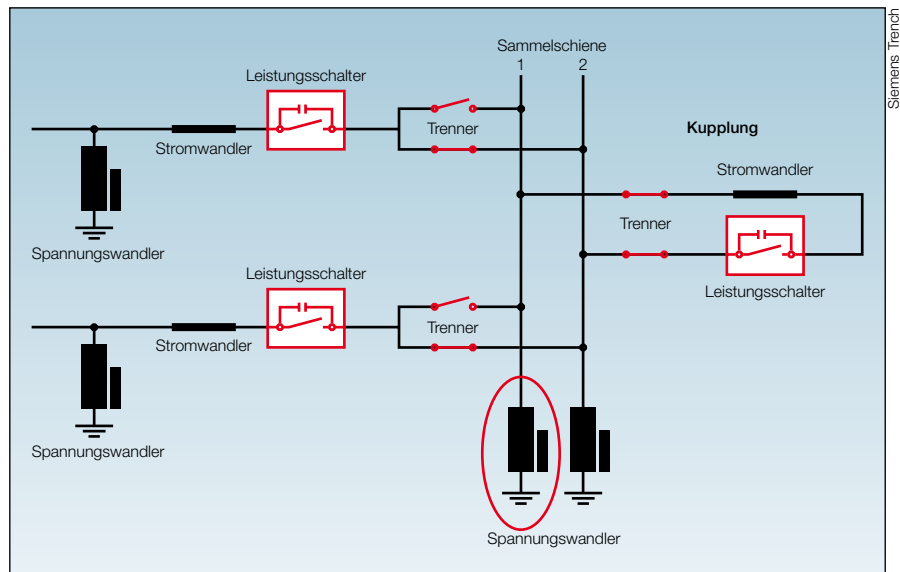 Siemens Trench
Sammelschiene
1 2
Leistungsschalter
Trenner
Kupplung
Stromwandler
Stromwandler
Trenner
Spannungswandler
Leistungsschalter
Leistungsschalter
Trenner
Stromwandler
Spannungswandler
Spannungswandler